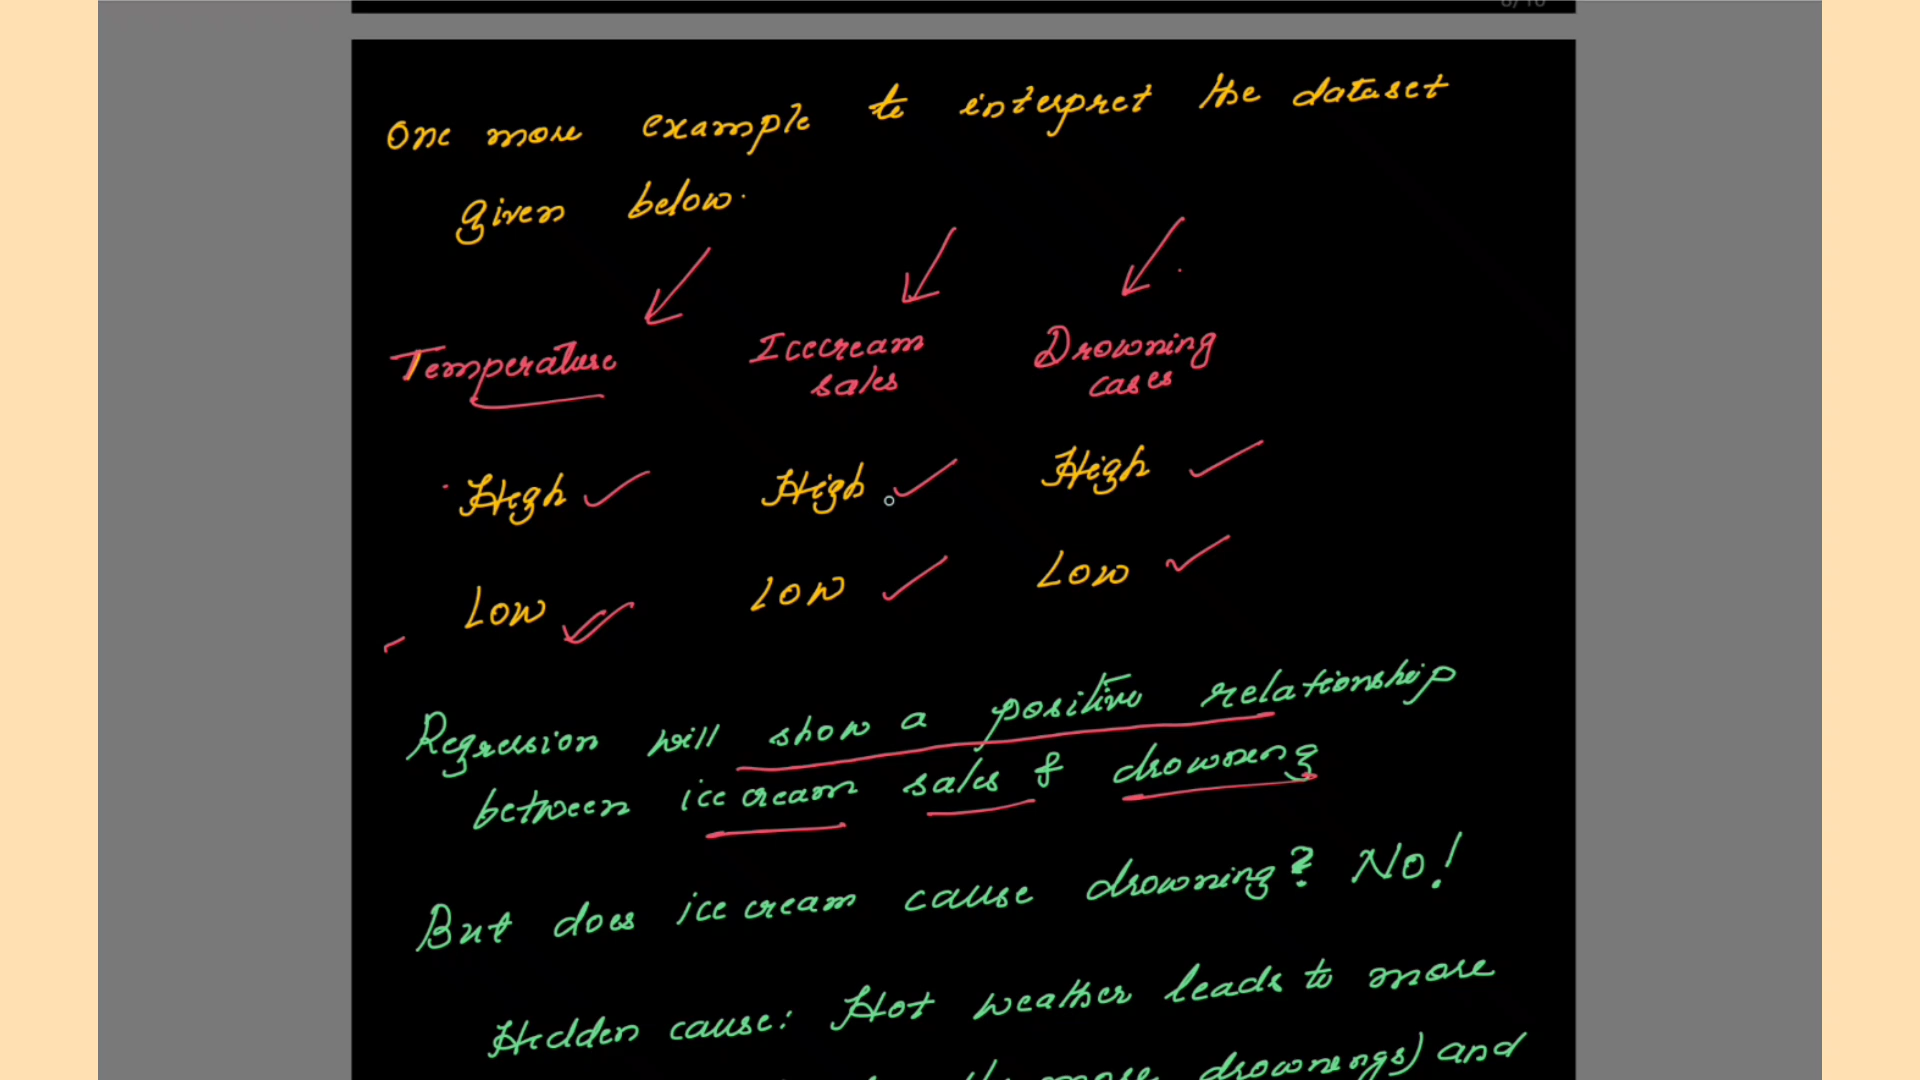 One more example to interpret the dataset
given below.
Temperature Icecream sales Drowning cases
High High High
Low Low Low
Regression will show a positive relationship
between ice cream sales & drowning
But does ice cream cause drowning? No!
Hidden cause: Hot weather leads to more
more drownings) and